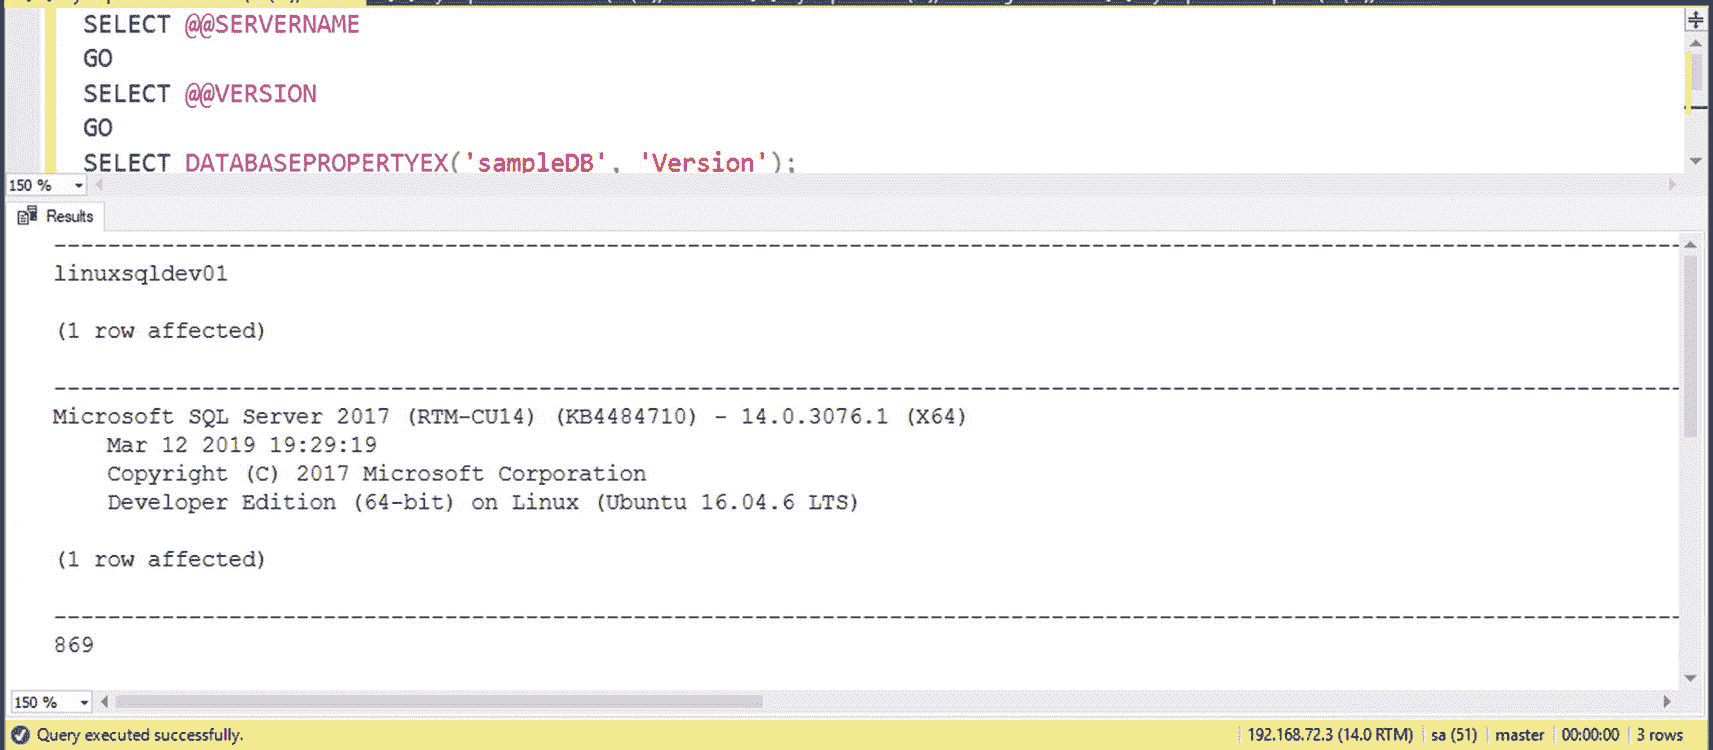 SELECT @@SERVERNAME
GO
SELECT @@VERSION
GO
SELECT DATABASEPROPERTYEX('sampleDB', 'Version');
150 %
Results
linuxsqldev01
(1 row affected)
Microsoft SQL Server 2017 (RTM-CU14) (KB4484710) - 14.0.3076.1 (X64)
Mar 12 2019 19:29:19
Copyright (C) 2017 Microsoft Corporation
Developer Edition (64-bit) on Linux (Ubuntu 16.04.6 LTS)
(1 row affected)
869
150 %
Query executed successfully. 192.168.72.3 (14.0 RTM) sa (51) master 00:00:00 3 rows